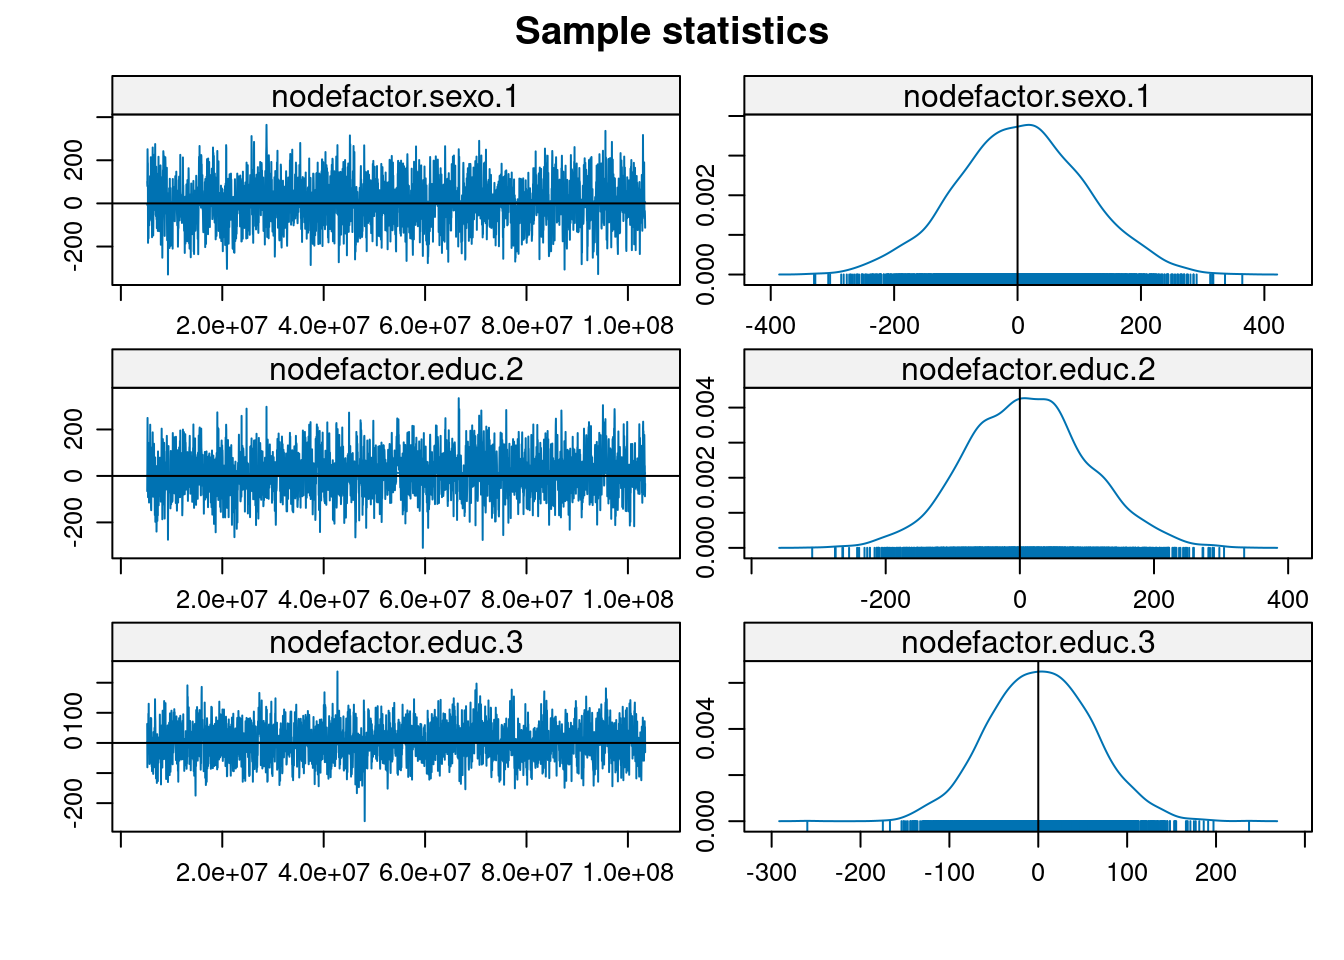 Sample statistics
nodefactor.sexo.1
-200 0 200
2.0e+07 4.0e+07 6.0e+07 8.0e+07 1.0e+08
nodefactor.sexo.1
0.000 0.002
-400 -200 0 200 400
nodefactor.educ.2
-200 0 200
2.0e+07 4.0e+07 6.0e+07 8.0e+07 1.0e+08
nodefactor.educ.2
0.000 0.002 0.004
-200 0 200 400
nodefactor.educ.3
-200 0 100
2.0e+07 4.0e+07 6.0e+07 8.0e+07 1.0e+08
nodefactor.educ.3
0.000 0.004
-300 -200 -100 0 100 200